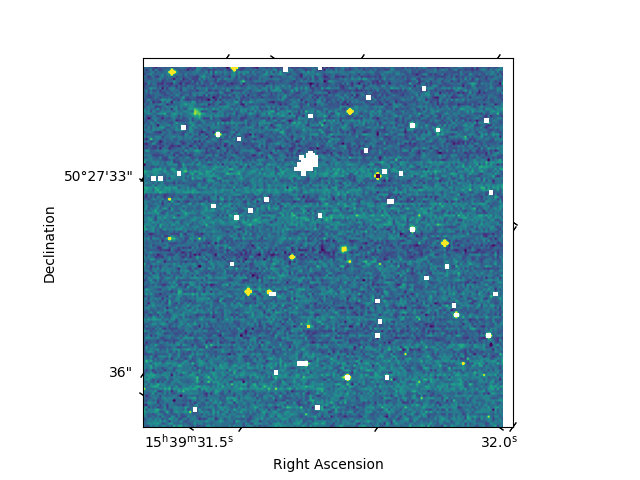 50°27'33"
Declination
36"
15ʰ39ᵐ31.5ˢ
32.0ˢ
Right Ascension